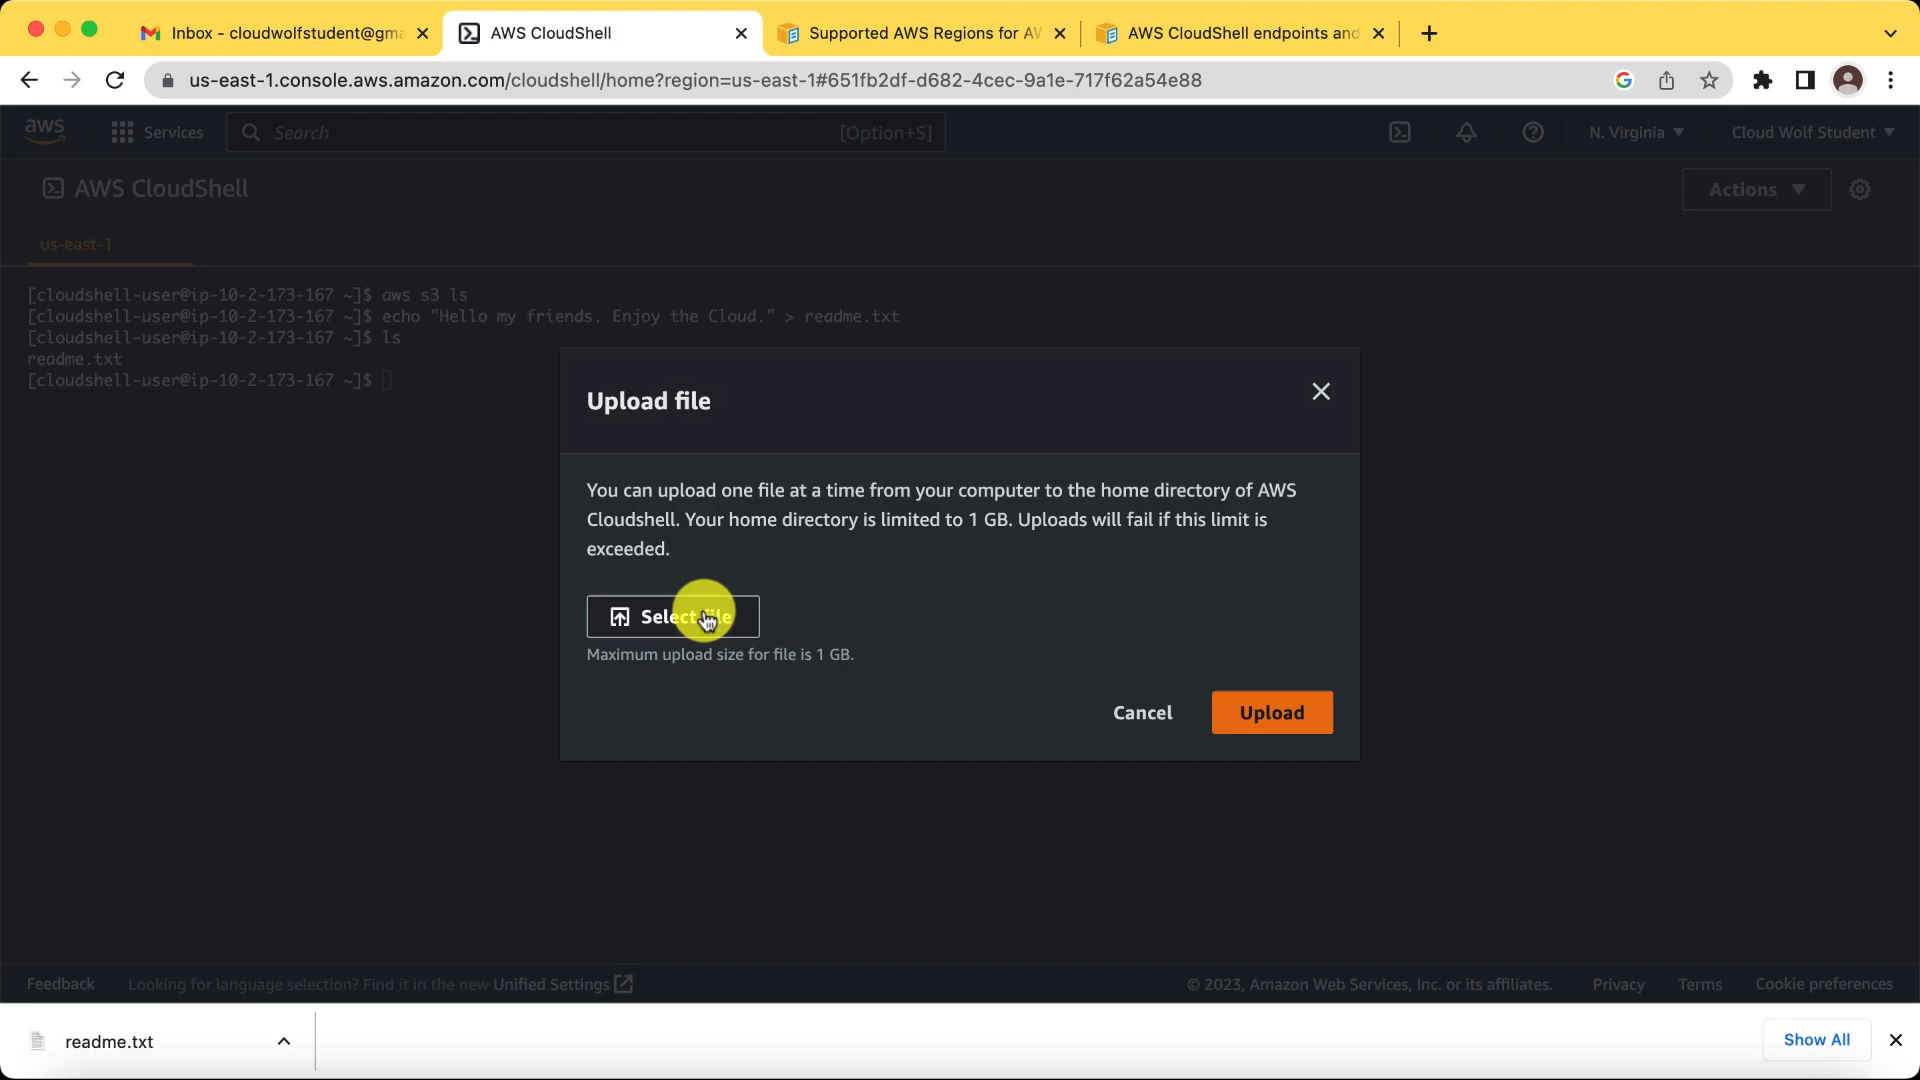 Inbox - cloudwolfstudent@gma
AWS CloudShell
Supported AWS Regions for AW
AWS CloudShell endpoints and
us-east-1.console.aws.amazon.com/cloudshell/home?region=us-east-1#651fb2df-d682-4cec-9a1e-717f62a54e88
aws
Services
Search
[Option+S]
N. Virginia
Cloud Wolf Student
AWS CloudShell
Actions
us-east-1
[cloudshell-user@ip-10-2-173-167 ~]$ aws s3 ls
[cloudshell-user@ip-10-2-173-167 ~]$ echo "Hello my friends. Enjoy the Cloud." > readme.txt
[cloudshell-user@ip-10-2-173-167 ~]$ ls
readme.txt
[cloudshell-user@ip-10-2-173-167 ~]$
Upload file
You can upload one file at a time from your computer to the home directory of AWS
Cloudshell. Your home directory is limited to 1 GB. Uploads will fail if this limit is
exceeded.
Select file
Maximum upload size for file is 1 GB.
Cancel
Upload
Feedback
Looking for language selection? Find it in the new Unified Settings
© 2023, Amazon Web Services, Inc. or its affiliates.
Privacy
Terms
Cookie preferences
readme.txt
Show All